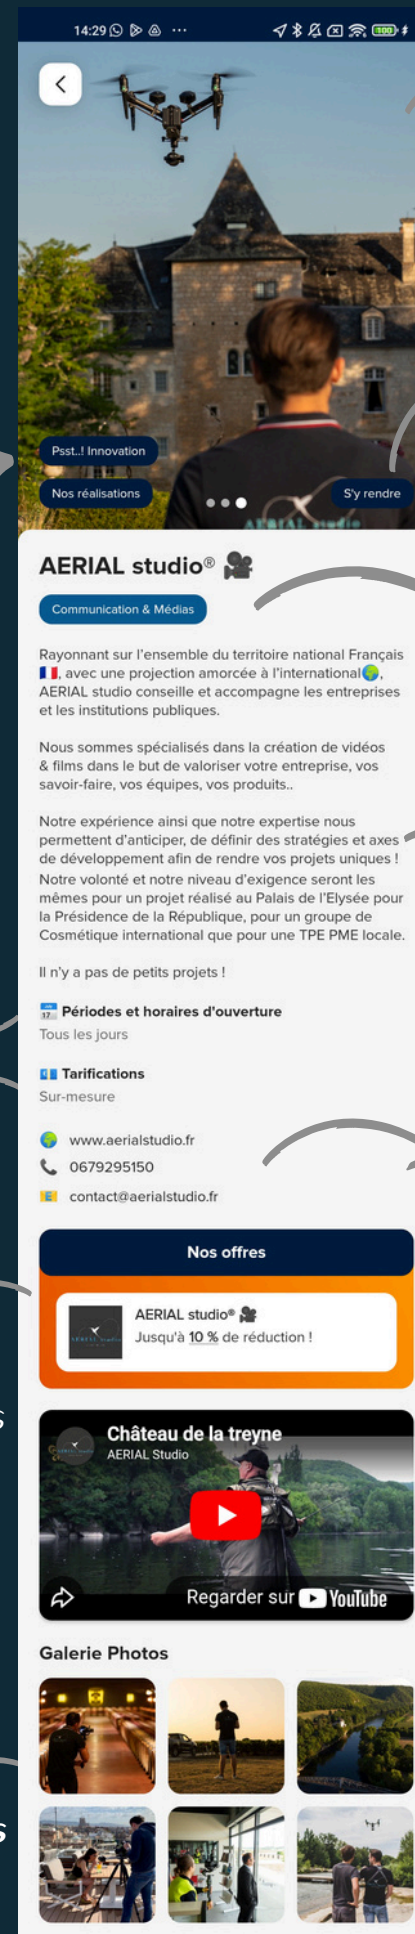 14:29
100
Psst..! Innovation
Nos réalisations
S'y rendre
AERIAL studio
AERIAL studio® 🎥
Communication & Médias
Rayonnant sur l'ensemble du territoire national Français
🇫🇷, avec une projection amorcée à l'international🌍,
AERIAL studio conseille et accompagne les entreprises
et les institutions publiques.
Nous sommes spécialisés dans la création de vidéos
& films dans le but de valoriser votre entreprise, vos
savoir-faire, vos équipes, vos produits..
Notre expérience ainsi que notre expertise nous
permettent d'anticiper, de définir des stratégies et axes
de développement afin de rendre vos projets uniques !
Notre volonté et notre niveau d'exigence seront les
mêmes pour un projet réalisé au Palais de l'Elysée pour
la Présidence de la République, pour un groupe de
Cosmétique international que pour une TPE PME locale.
Il n'y a pas de petits projets !
📅 Périodes et horaires d'ouverture
Tous les jours
💶 Tarifications
Sur-mesure
🌍 www.aerialstudio.fr
📞 0679295150
📧 contact@aerialstudio.fr
Nos offres
AERIAL studio® 🎥
Jusqu'à 10 % de réduction !
s
Château de la treyne
AERIAL Studio
Regarder sur YouTube
Galerie Photos
s